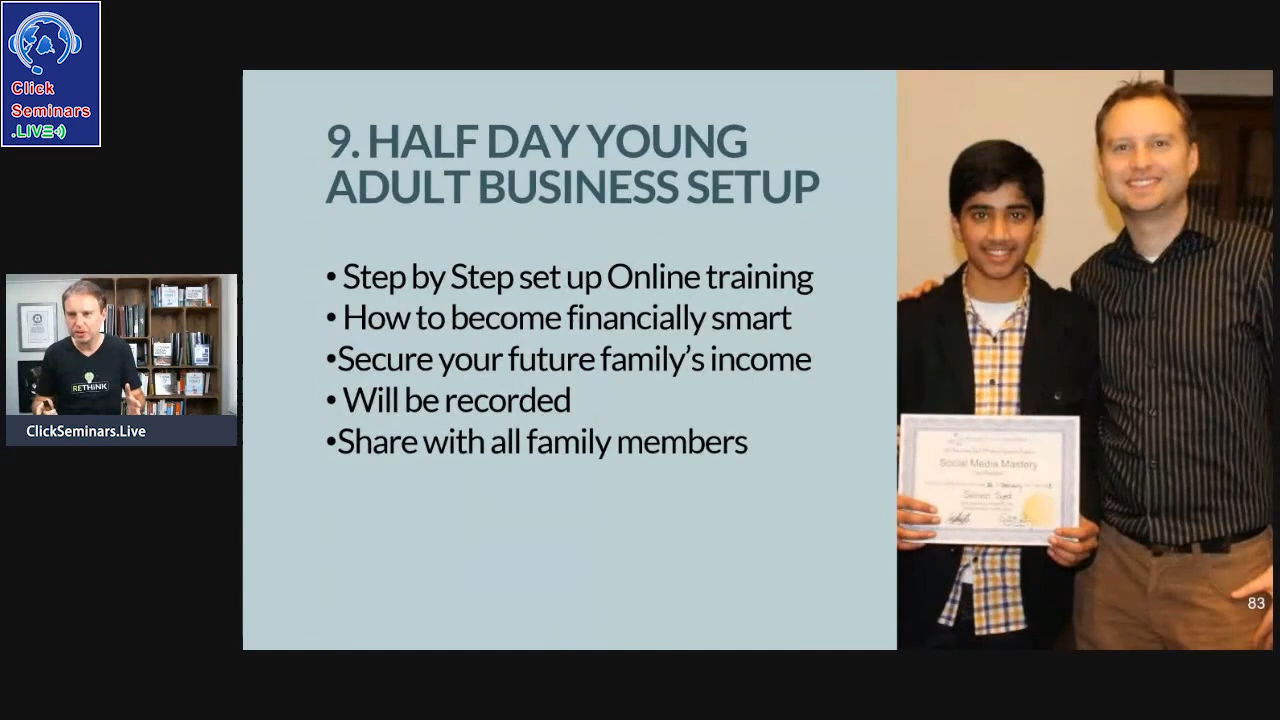 Click
Seminars
.LIVE
9. HALF DAY YOUNG
ADULT BUSINESS SETUP
• Step by Step set up Online training
• How to become financially smart
•Secure your future family's income
• Will be recorded
•Share with all family members
RETHiNK
ClickSeminars.Live
Social Media Mastery
83